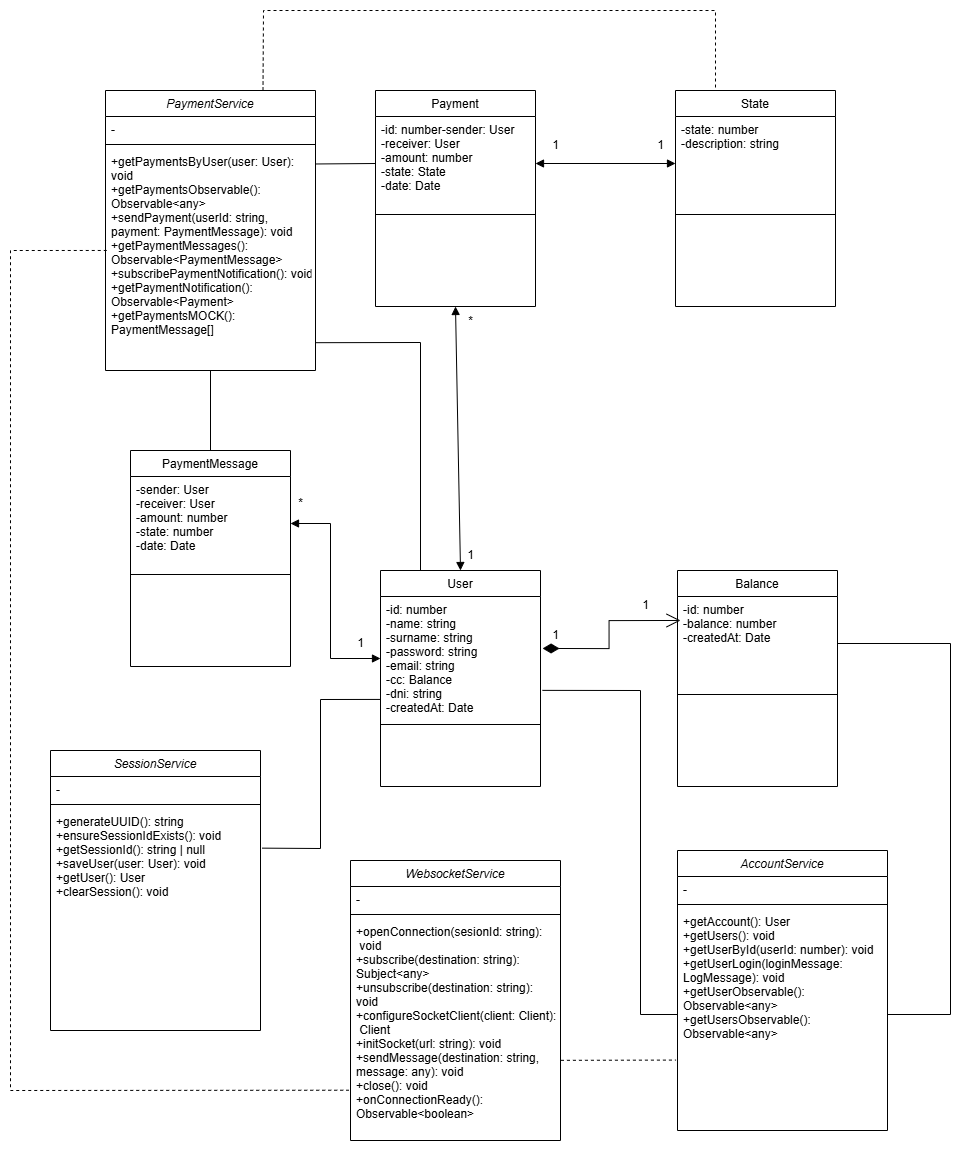 PaymentService
-
+getPaymentsByUser(user: User):
void
+getPaymentsObservable():
Observable<any>
+sendPayment(userId: string,
payment: PaymentMessage): void
+getPaymentMessages():
Observable<PaymentMessage>
+subscribePaymentNotification(): void
+getPaymentNotification():
Observable<Payment>
+getPaymentsMOCK():
PaymentMessage[]
Payment
-id: number-sender: User
-receiver: User
-amount: number
-state: State
-date: Date
1
1
State
-state: number
-description: string
*
1
PaymentMessage
-sender: User
-receiver: User
-amount: number
-state: number
-date: Date
*
1
User
-id: number
-name: string
-surname: string
-password: string
-email: string
-cc: Balance
-dni: string
-createdAt: Date
1
1
Balance
-id: number
-balance: number
-createdAt: Date
SessionService
-
+generateUUID(): string
+ensureSessionIdExists(): void
+getSessionId(): string | null
+saveUser(user: User): void
+getUser(): User
+clearSession(): void
WebsocketService
-
+openConnection(sesionId: string):
void
+subscribe(destination: string):
Subject<any>
+unsubscribe(destination: string):
void
+configureSocketClient(client: Client):
Client
+initSocket(url: string): void
+sendMessage(destination: string,
message: any): void
+close(): void
+onConnectionReady():
Observable<boolean>
AccountService
-
+getAccount(): User
+getUsers(): void
+getUserById(userId: number): void
+getUserLogin(loginMessage:
LogMessage): void
+getUserObservable():
Observable<any>
+getUsersObservable():
Observable<any>